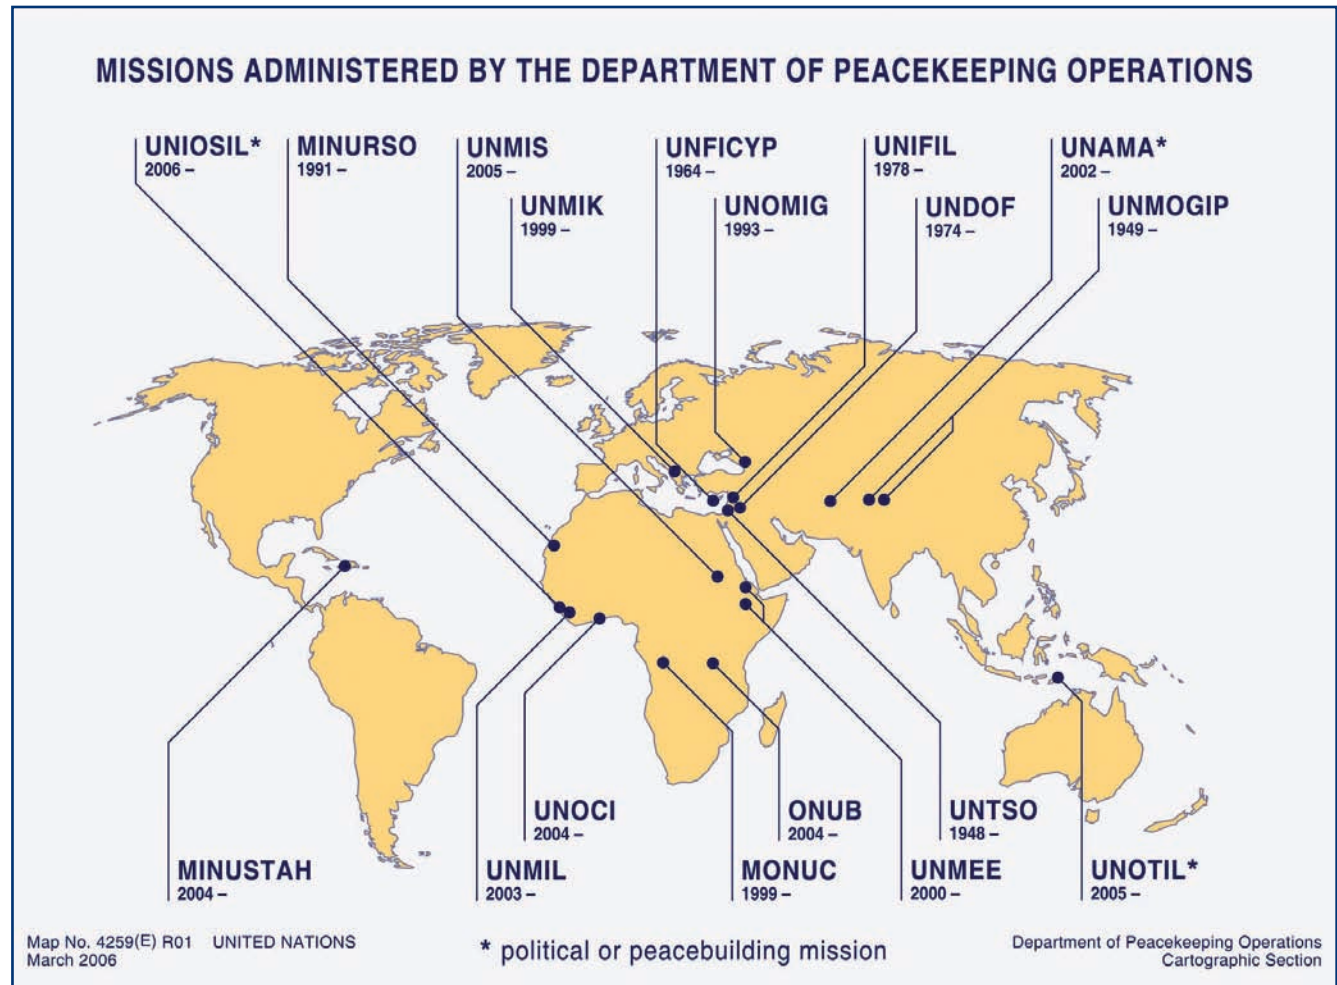 MISSIONS ADMINISTERED BY THE DEPARTMENT OF PEACEKEEPING OPERATIONS
UNIOSIL*
2006 –
MINURSO
1991 –
UNMIS
2005 –
UNFICYP
1964 –
UNIFIL
1978 –
UNAMA*
2002 –
UNMIK
1999 –
UNOMIG
1993 –
UNDOF
1974 –
UNMOGIP
1949 –
UNOCI
2004 –
ONUB
2004 –
UNTSO
1948 –
MINUSTAH
2004 –
UNMIL
2003 –
MONUC
1999 –
UNMEE
2000 –
UNOTIL*
2005 –
Map No. 4259(E) R01 UNITED NATIONS
March 2006
* political or peacebuilding mission
Department of Peacekeeping Operations
Cartographic Section